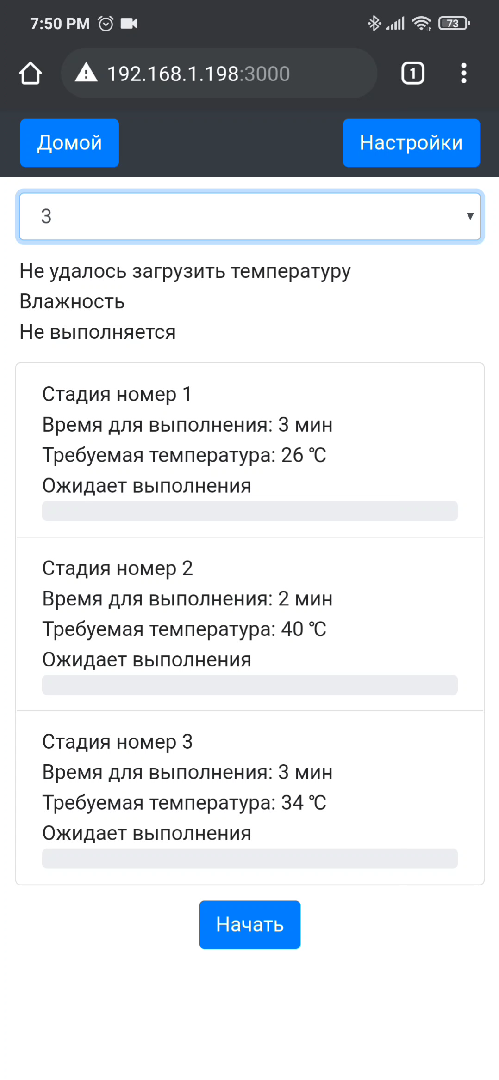 7:50 PM 73
192.168.1.198:3000 1
Домой Настройки
3
Не удалось загрузить температуру
Влажность
Не выполняется
Стадия номер 1
Время для выполнения: 3 мин
Требуемая температура: 26 °C
Ожидает выполнения
Стадия номер 2
Время для выполнения: 2 мин
Требуемая температура: 40 °C
Ожидает выполнения
Стадия номер 3
Время для выполнения: 3 мин
Требуемая температура: 34 °C
Ожидает выполнения
Начать